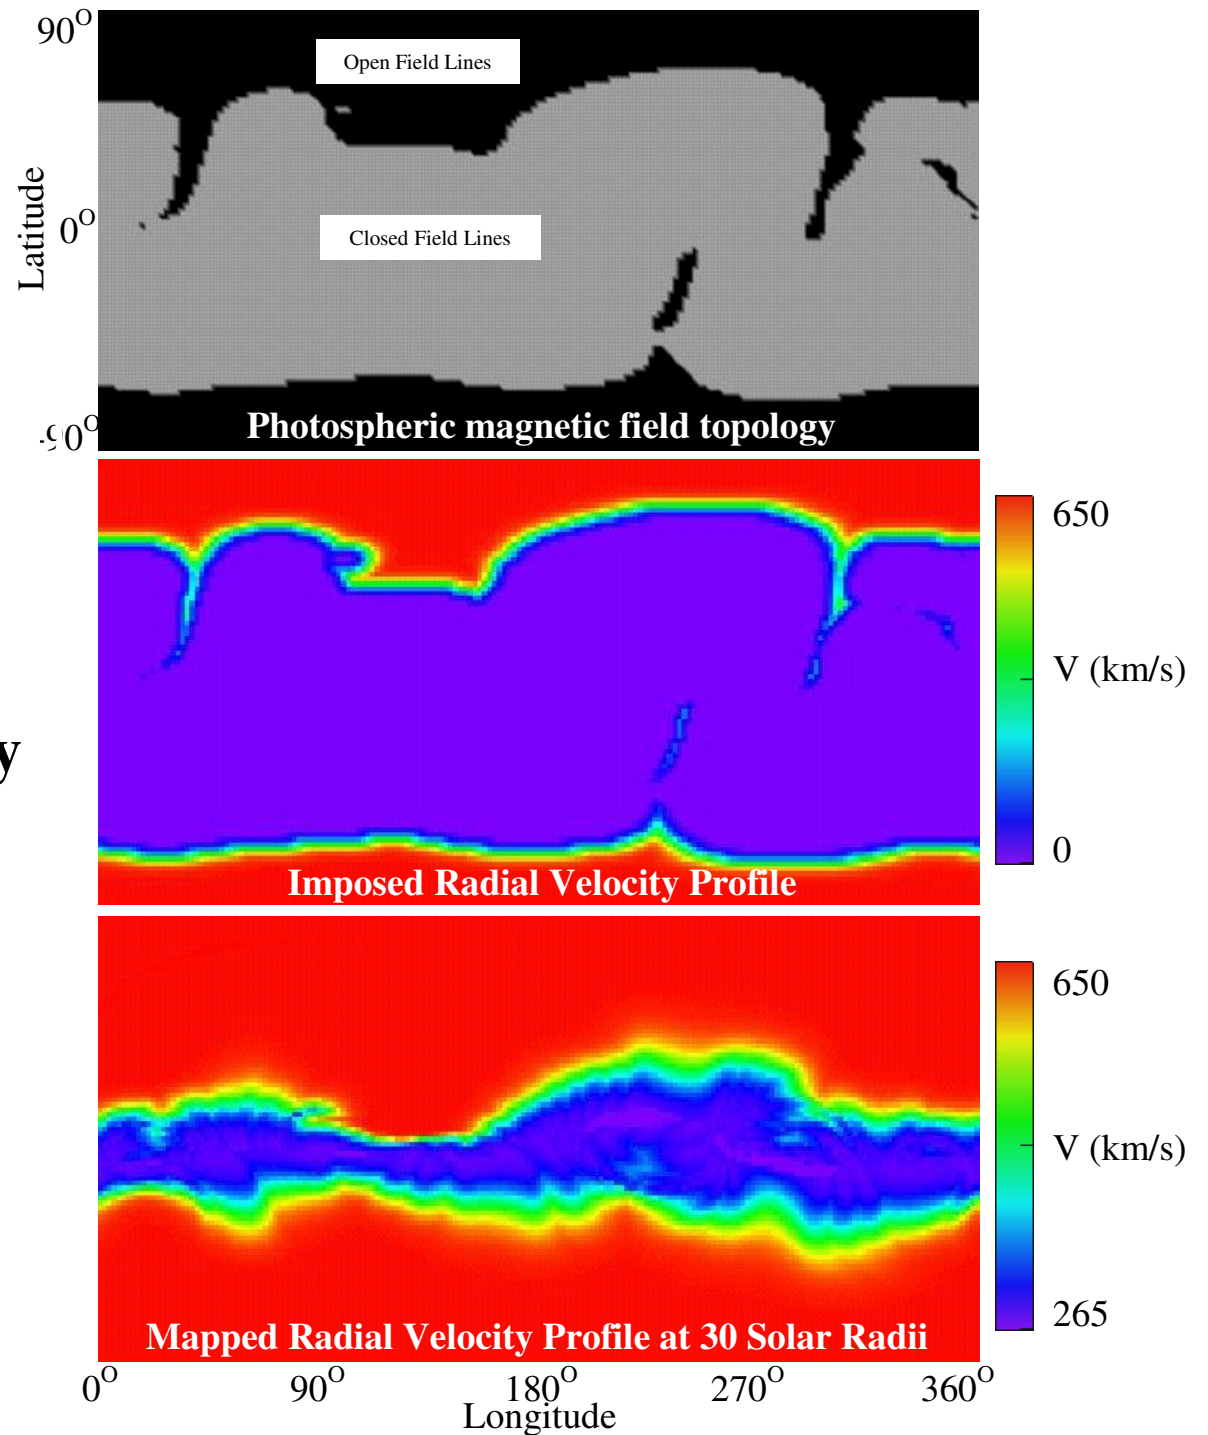 90°
Open Field Lines
Latitude
0°
Closed Field Lines
-90°
Photospheric magnetic field topology
650
V (km/s)
0
y
Imposed Radial Velocity Profile
650
V (km/s)
265
Mapped Radial Velocity Profile at 30 Solar Radii
0° 90° 180° 270° 360°
Longitude